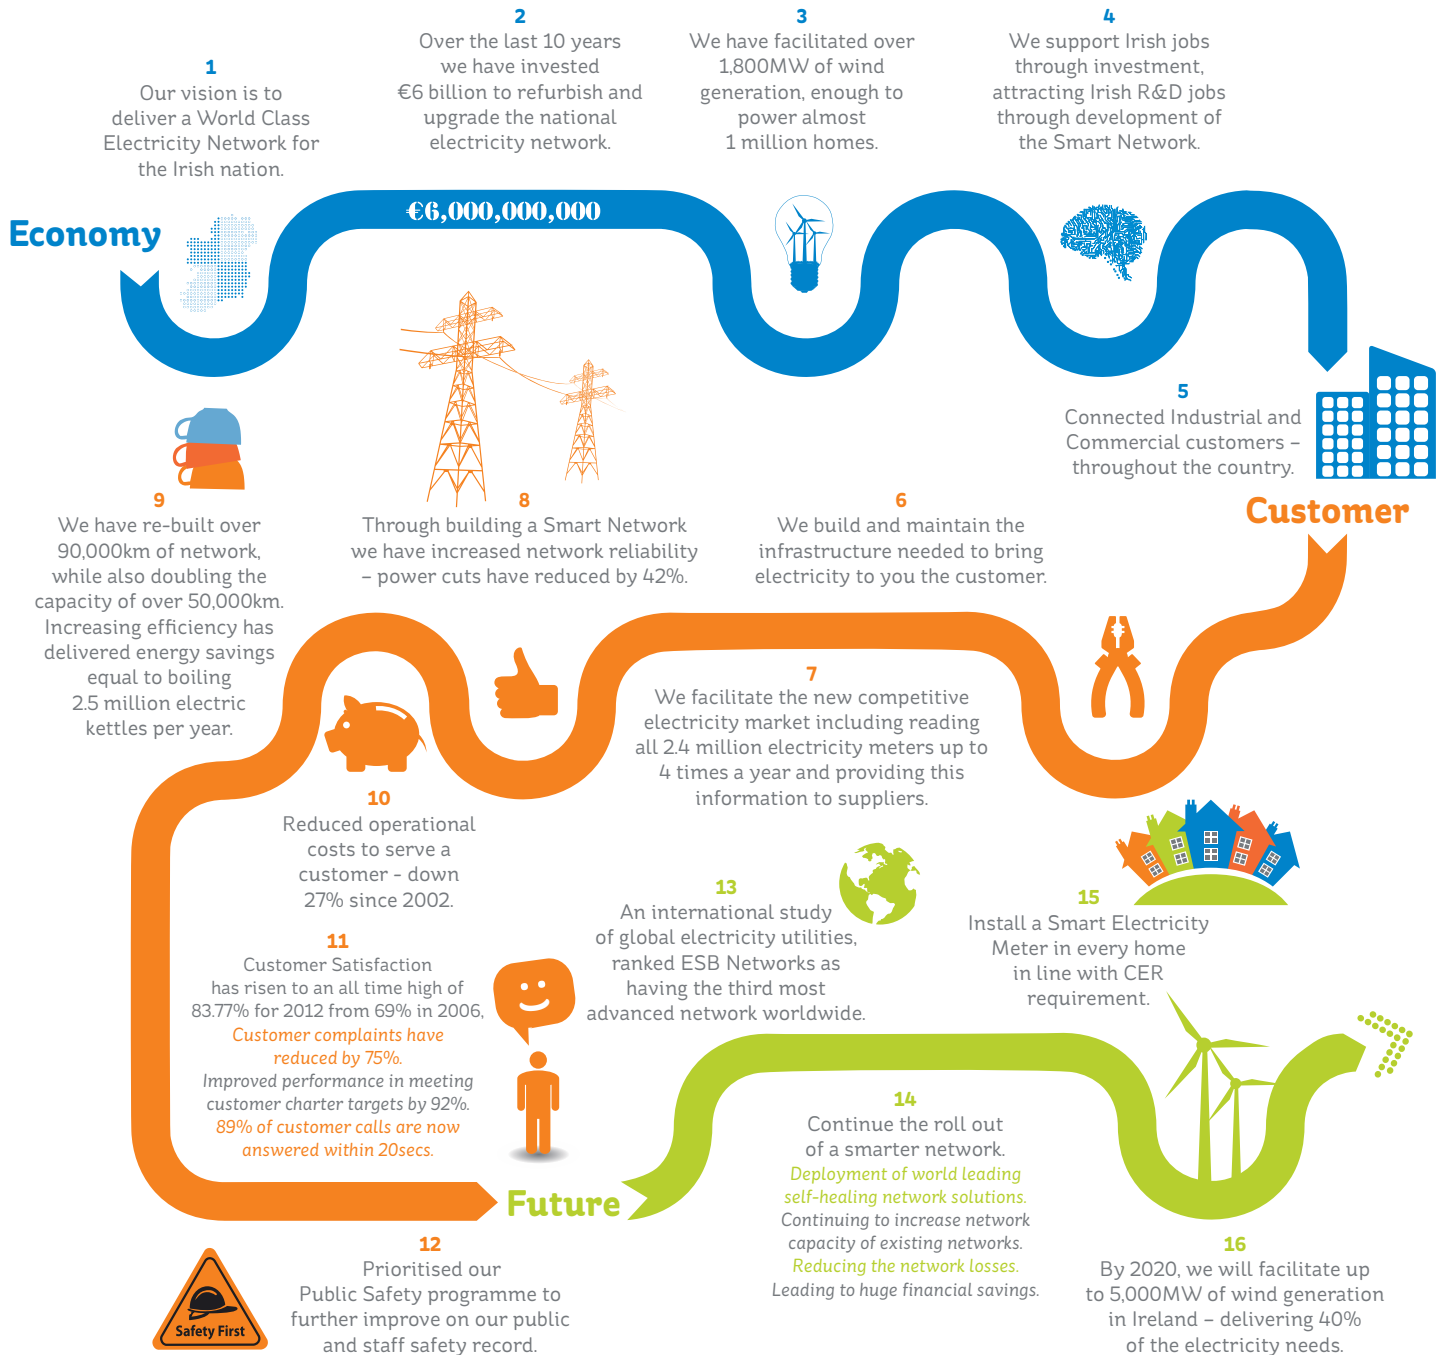 Economy
1
Our vision is to
deliver a World Class
Electricity Network for
the Irish nation.
2
Over the last 10 years
we have invested
€6 billion to refurbish and
upgrade the national
electricity network.
€6,000,000,000
3
We have facilitated over
1,800MW of wind
generation, enough to
power almost
1 million homes.
4
We support Irish jobs
through investment,
attracting Irish R&D jobs
through development of
the Smart Network.
5
Connected Industrial and
Commercial customers –
throughout the country.
Customer
6
We build and maintain the
infrastructure needed to bring
electricity to you the customer.
7
We facilitate the new competitive
electricity market including reading
all 2.4 million electricity meters up to
4 times a year and providing this
information to suppliers.
8
Through building a Smart Network
we have increased network reliability
– power cuts have reduced by 42%.
9
We have re-built over
90,000km of network,
while also doubling the
capacity of over 50,000km.
Increasing efficiency has
delivered energy savings
equal to boiling
2.5 million electric
kettles per year.
10
Reduced operational
costs to serve a
customer - down
27% since 2002.
11
Customer Satisfaction
has risen to an all time high of
83.77% for 2012 from 69% in 2006,
Customer complaints have
reduced by 75%.
Improved performance in meeting
customer charter targets by 92%.
89% of customer calls are now
answered within 20secs.
Future
12
Prioritised our
Public Safety programme to
further improve on our public
and staff safety record.
Safety First
13
An international study
of global electricity utilities,
ranked ESB Networks as
having the third most
advanced network worldwide.
14
Continue the roll out
of a smarter network.
Deployment of world leading
self-healing network solutions.
Continuing to increase network
capacity of existing networks.
Reducing the network losses.
Leading to huge financial savings.
15
Install a Smart Electricity
Meter in every home
in line with CER
requirement.
16
By 2020, we will facilitate up
to 5,000MW of wind generation
in Ireland – delivering 40%
of the electricity needs.